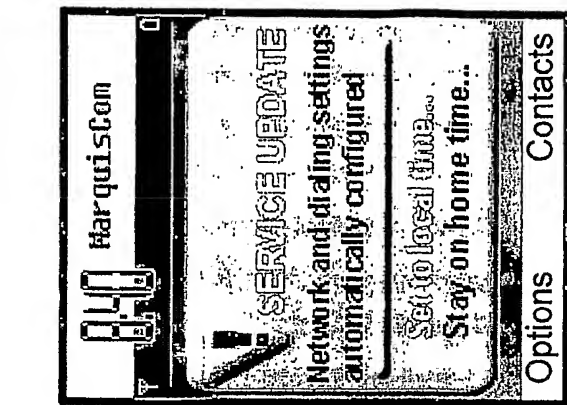 MarquisCom
SERVICE UPDATE
Network and dialing settings
automatically configured
Set to local time...
Stay on home time...
Options Contacts